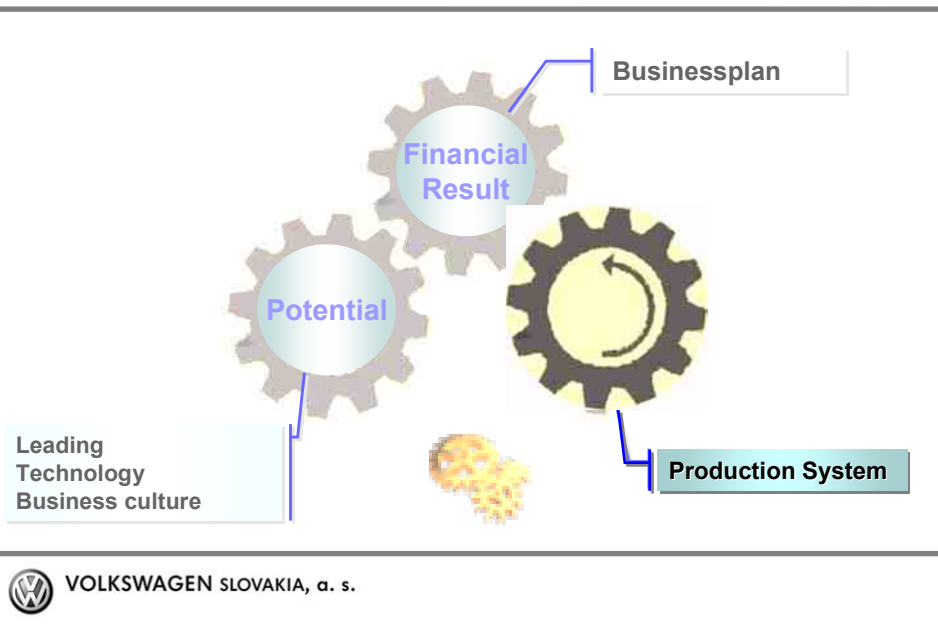 Businessplan
Financial
Result
Potential
Leading
Technology
Business culture
Production System
VOLKSWAGEN SLOVAKIA, a. s.